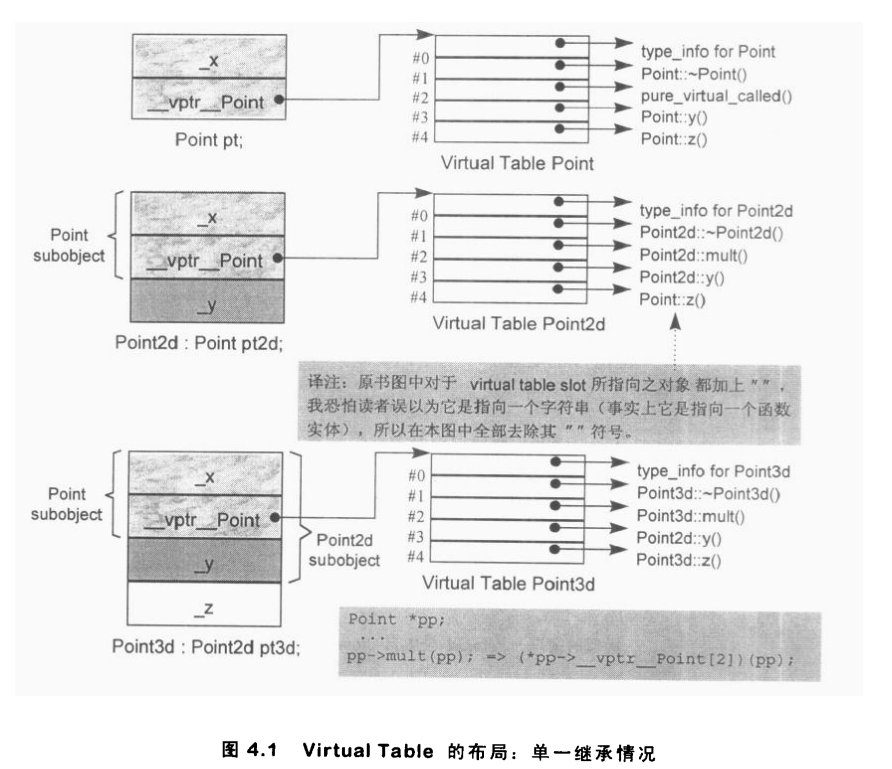 _x
__vptr__Point
Point pt;
#0
#1
#2
#3
#4
type_info for Point
Point::~Point()
pure_virtual_called()
Point::y()
Point::z()
Virtual Table Point
Point
subobject
_x
__vptr__Point
_y
Point2d : Point pt2d;
#0
#1
#2
#3
#4
type_info for Point2d
Point2d::~Point2d()
Point2d::mult()
Point2d::y()
Point::z()
Virtual Table Point2d
译注：原书图中对于 virtual table slot 所指向之对象 都加上 " "，
我恐怕读者误以为它是指向一个字符串（事实上它是指向一个函数
实体），所以在本图中全部去除其 " " 符号。
Point
subobject
_x
__vptr__Point
_y
_z
Point2d
subobject
Point3d : Point2d pt3d;
#0
#1
#2
#3
#4
type_info for Point3d
Point3d::~Point3d()
Point3d::mult()
Point2d::y()
Point3d::z()
Virtual Table Point3d
Point *pp;
...
pp->mult(pp); => (*pp->__vptr__Point[2])(pp);
图 4.1 Virtual Table 的布局：单一继承情况